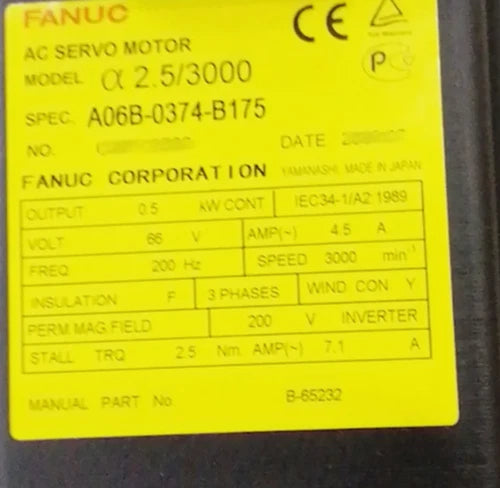 FANUC
AC SERVO MOTOR
MODEL α 2.5/3000
SPEC. A06B-0374-B175
NO.
DATE
FANUC CORPORATION YAMANASHI, MADE IN JAPAN
OUTPUT 0.5 kW CONT IEC34-1/A2 1989
VOLT 66 V AMP(~) 4.5 A
FREQ 200 Hz SPEED 3000 min-1
INSULATION F 3 PHASES WIND CON Y
PERM.MAG.FIELD 200 V INVERTER
STALL TRQ 2.5 Nm. AMP(~) 7.1 A
MANUAL PART No. B-65232